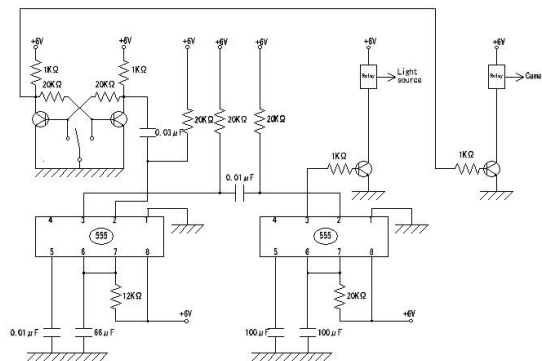 +6V +6V +6V +6V +6V +6V +6V
1KΩ 1KΩ
20KΩ 20KΩ
Relay Light source
Relay Came
0.03μF
20KΩ 20KΩ 20KΩ
1KΩ 1KΩ
0.01μF
4 3 2 1
555
5 6 7 8
4 3 2 1
555
5 6 7 8
12KΩ
+6V
0.01μF 66μF
20KΩ
+6V
100μF 100μF